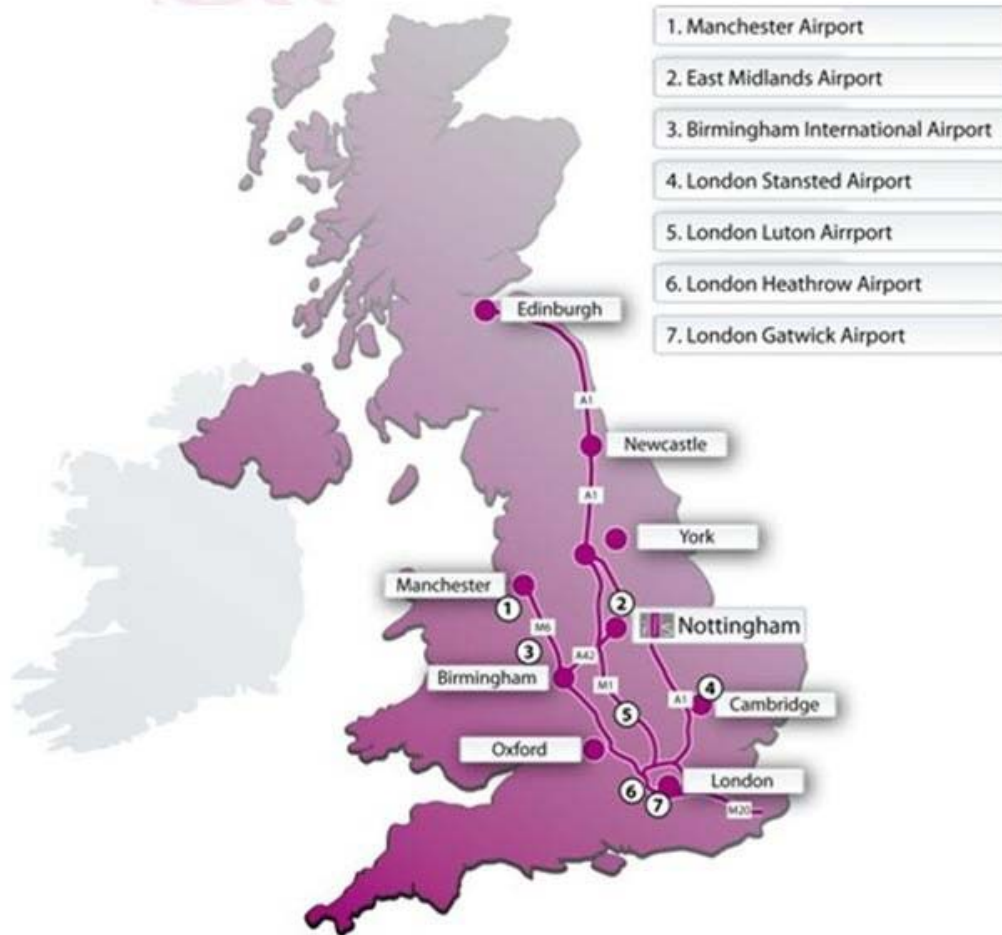 1. Manchester Airport
2. East Midlands Airport
3. Birmingham International Airport
4. London Stansted Airport
5. London Luton Airrport
6. London Heathrow Airport
7. London Gatwick Airport
Edinburgh
A1
Newcastle
A1
York
Manchester
1
2
M6
Nottingham
3
A42
Birmingham
M1
4
A1
Cambridge
5
Oxford
London
6
7
M20